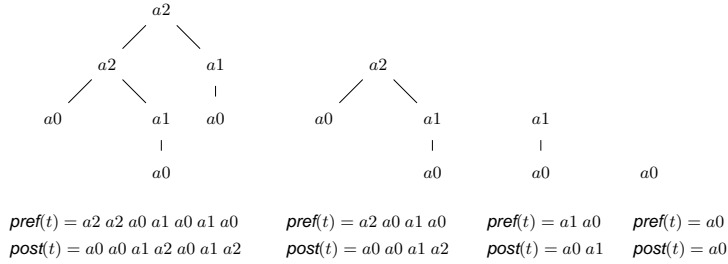 a2
a2 a1 a2
a0 a1 a0 a0 a1 a1
a0 a0 a0 a0
pref(t) = a2 a2 a0 a1 a0 a1 a0 pref(t) = a2 a0 a1 a0 pref(t) = a1 a0 pref(t) = a0
post(t) = a0 a0 a1 a2 a0 a1 a2 post(t) = a0 a0 a1 a2 post(t) = a0 a1 post(t) = a0